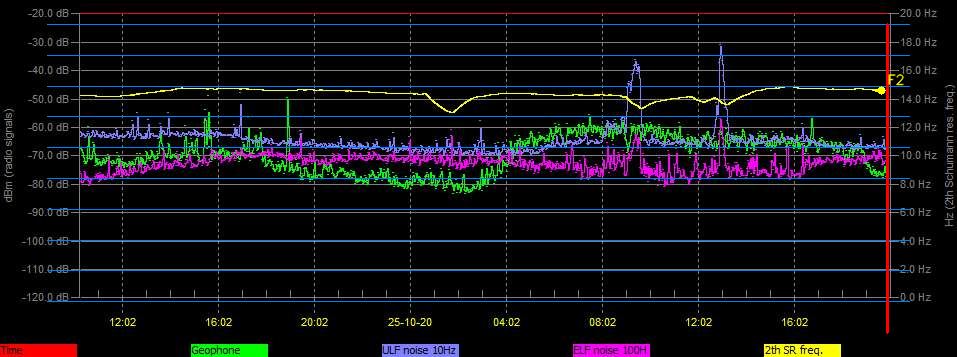 -20.0 dB 20.0 Hz
-30.0 dB 18.0 Hz
-40.0 dB 16.0 Hz
F2
-50.0 dB 14.0 Hz
-60.0 dB 12.0 Hz
-70.0 dB 10.0 Hz
-80.0 dB 8.0 Hz
-90.0 dB 6.0 Hz
-100.0 dB 4.0 Hz
-110.0 dB 2.0 Hz
-120.0 dB 0.0 Hz
dBm (radio signals)
Hz (2th Schumann res. freq.)
12:02 16:02 20:02 25-10-20 04:02 08:02 12:02 16:02
Time Geophone ULF noise 10Hz ELF noise 100H 2th SR freq.